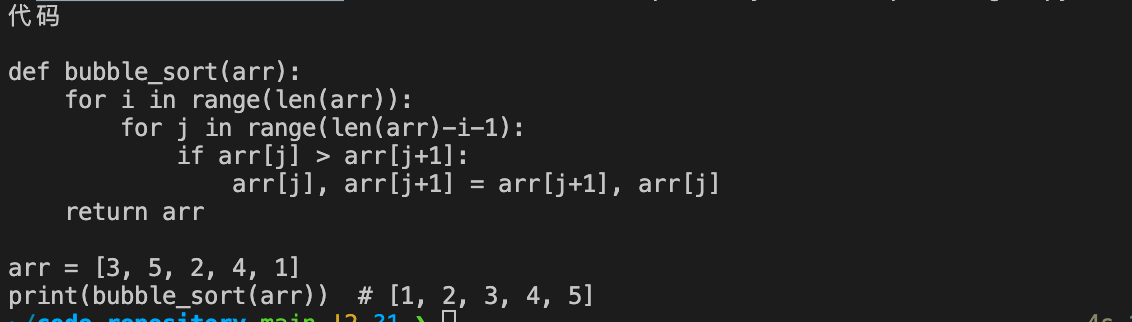 代码
def bubble_sort(arr):
    for i in range(len(arr)):
        for j in range(len(arr)-i-1):
            if arr[j] > arr[j+1]:
                arr[j], arr[j+1] = arr[j+1], arr[j]
    return arr
arr = [3, 5, 2, 4, 1]
print(bubble_sort(arr))  # [1, 2, 3, 4, 5]